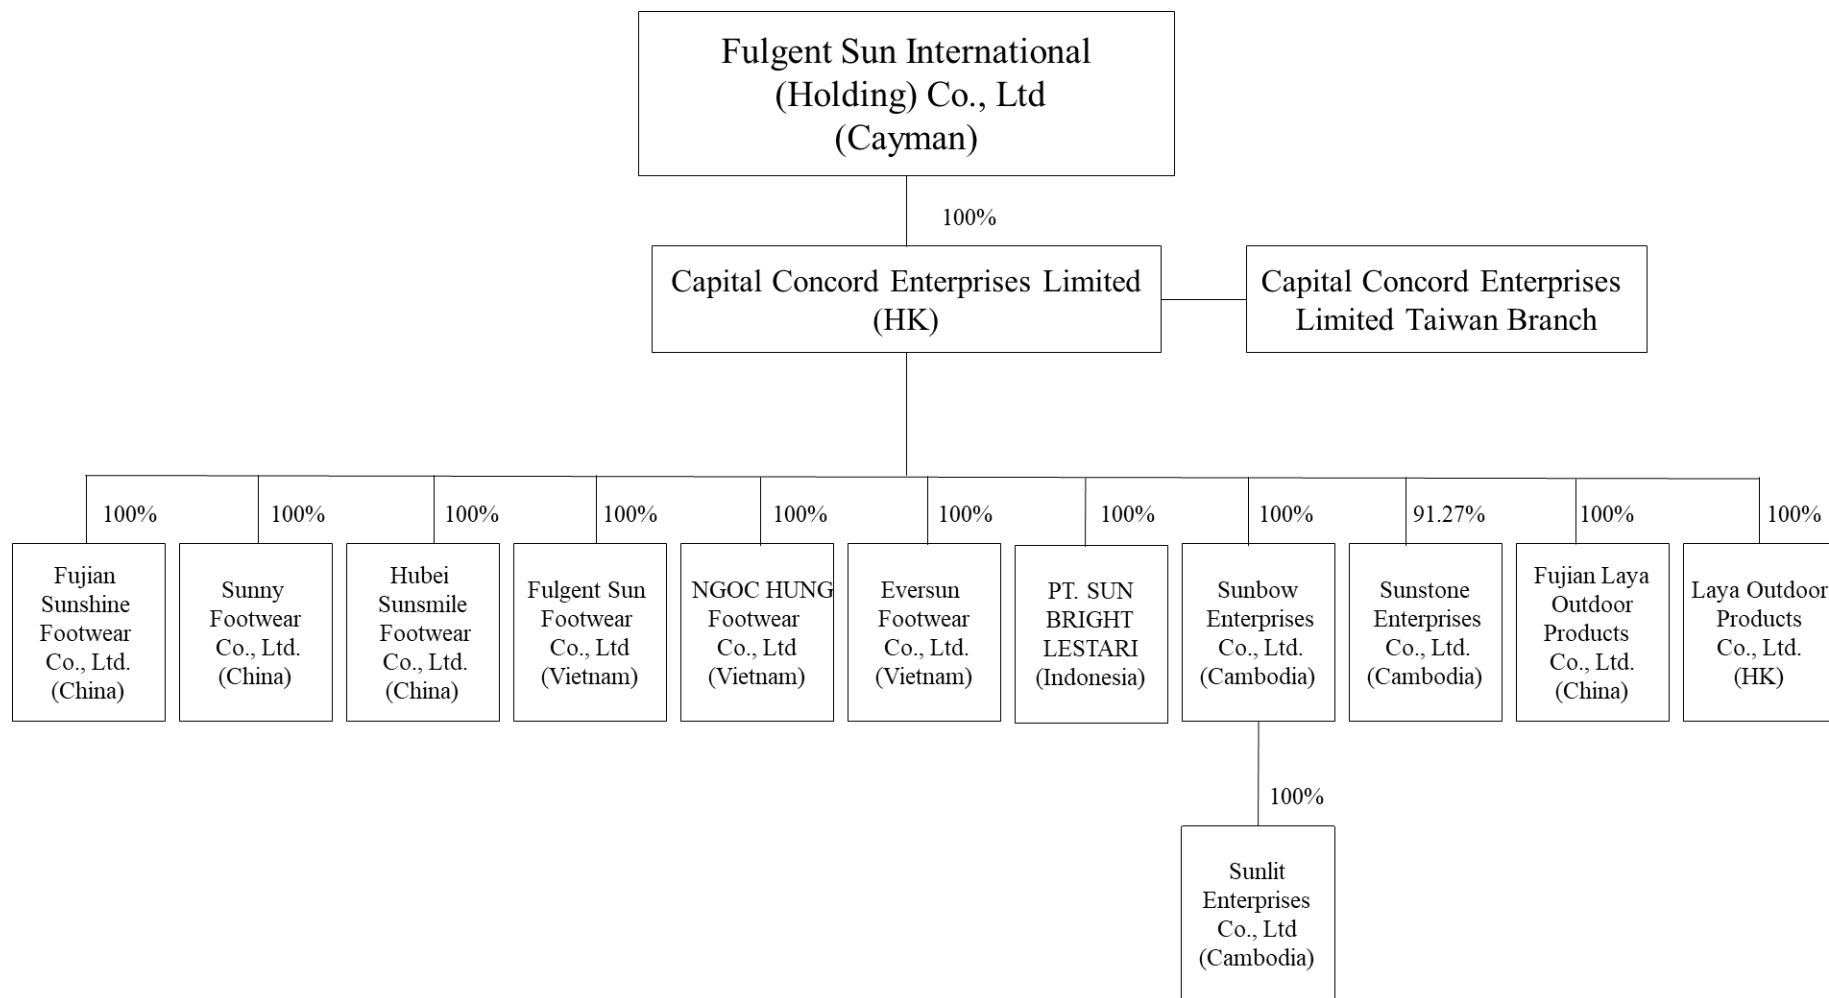 Fulgent Sun International
(Holding) Co., Ltd
(Cayman)
100%
Capital Concord Enterprises Limited
(HK)
Capital Concord Enterprises
Limited Taiwan Branch
100%
100%
100%
100%
100%
100%
100%
100%
91.27%
100%
100%
Fujian
Sunshine
Footwear
Co., Ltd.
(China)
Sunny
Footwear
Co., Ltd.
(China)
Hubei
Sunsmile
Footwear
Co., Ltd.
(China)
Fulgent Sun
Footwear
Co., Ltd
(Vietnam)
NGOC HUNG
Footwear
Co., Ltd
(Vietnam)
Eversun
Footwear
Co., Ltd.
(Vietnam)
PT. SUN
BRIGHT
LESTARI
(Indonesia)
Sunbow
Enterprises
Co., Ltd.
(Cambodia)
Sunstone
Enterprises
Co., Ltd.
(Cambodia)
Fujian Laya
Outdoor
Products
Co., Ltd.
(China)
Laya Outdoor
Products
Co., Ltd.
(HK)
100%
Sunlit
Enterprises
Co., Ltd
(Cambodia)